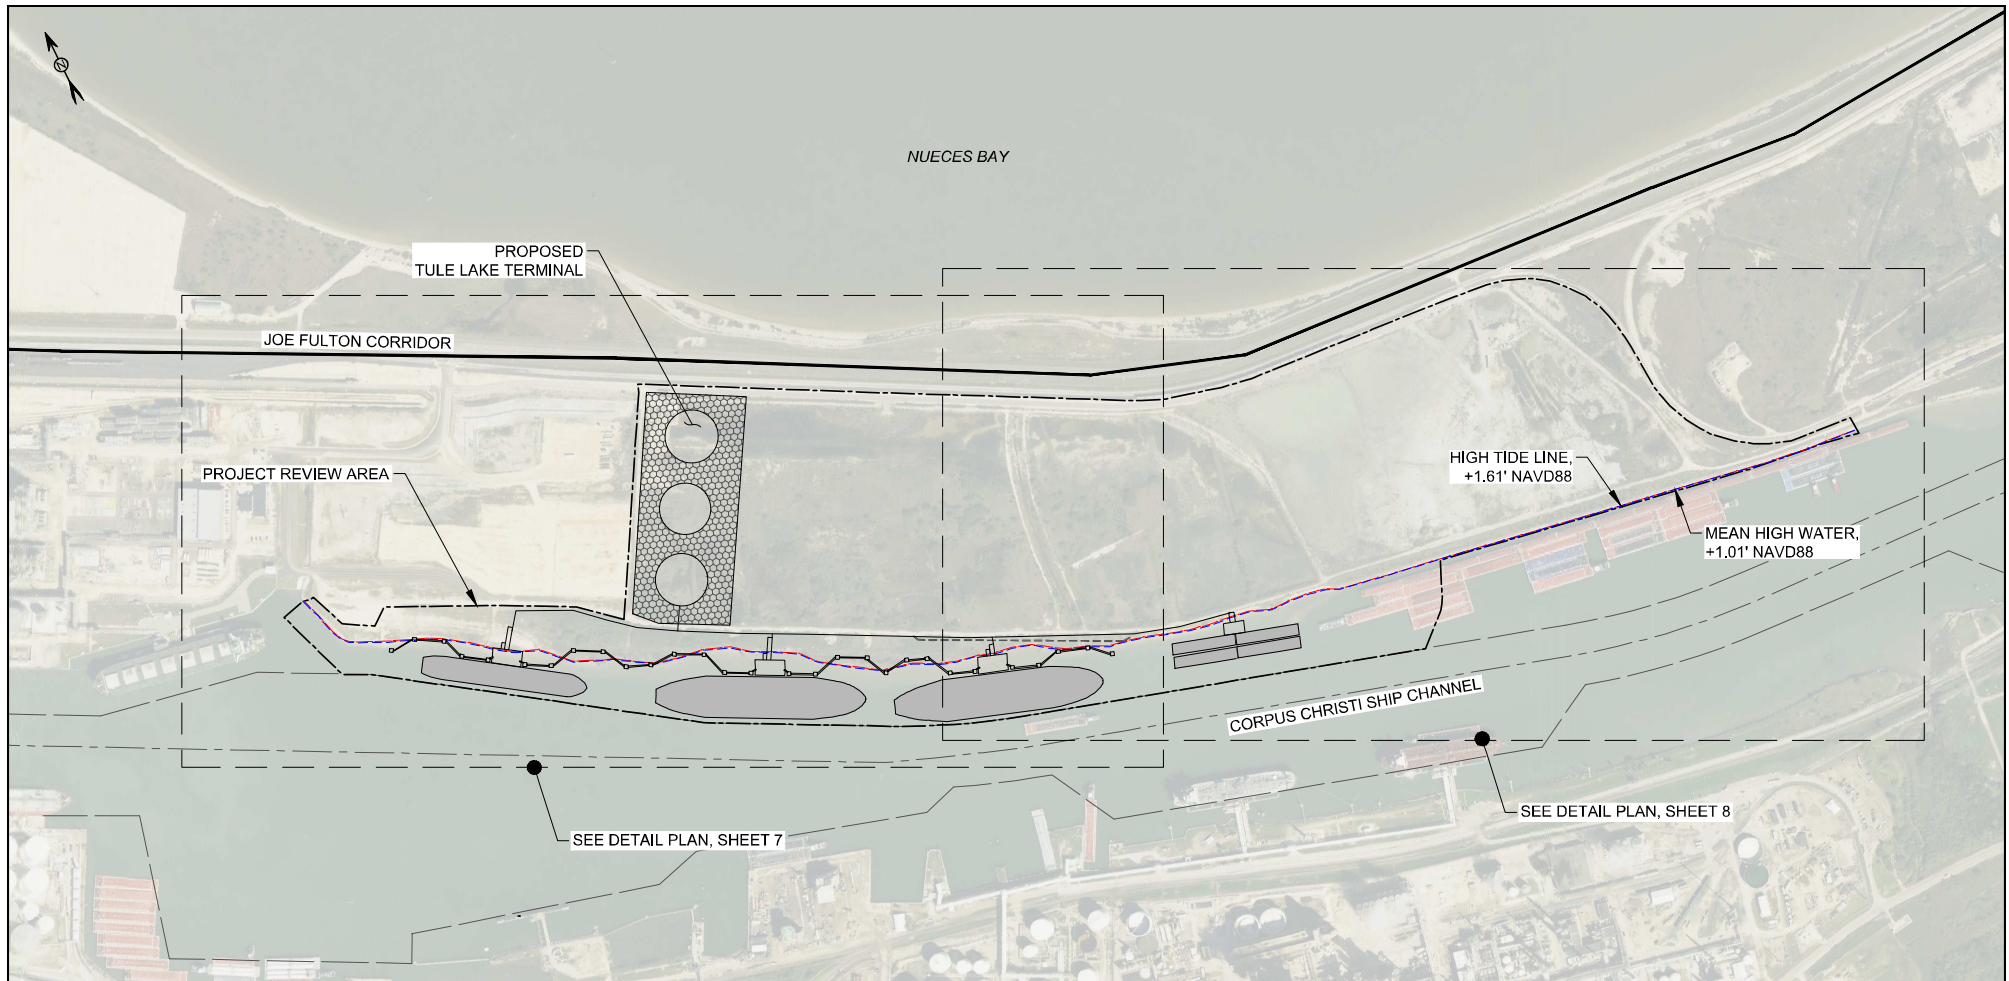 N
NUECES BAY
PROPOSED
TULE LAKE TERMINAL
JOE FULTON CORRIDOR
PROJECT REVIEW AREA
HIGH TIDE LINE,
+1.61' NAVD88
MEAN HIGH WATER,
+1.01' NAVD88
CORPUS CHRISTI SHIP CHANNEL
SEE DETAIL PLAN, SHEET 7
SEE DETAIL PLAN, SHEET 8